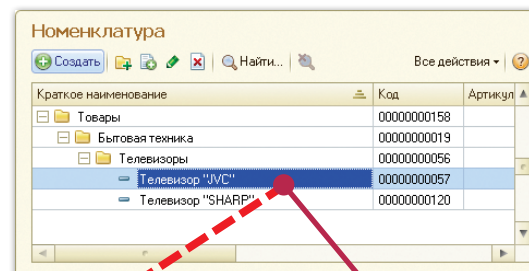 Номенклатура
Создать Найти... Все действия ?
Краткое наименование Код Артикул
Товары 00000000158
Бытовая техника 00000000019
Телевизоры 00000000056
Телевизор "JVC" 00000000057
Телевизор "SHARP" 00000000120